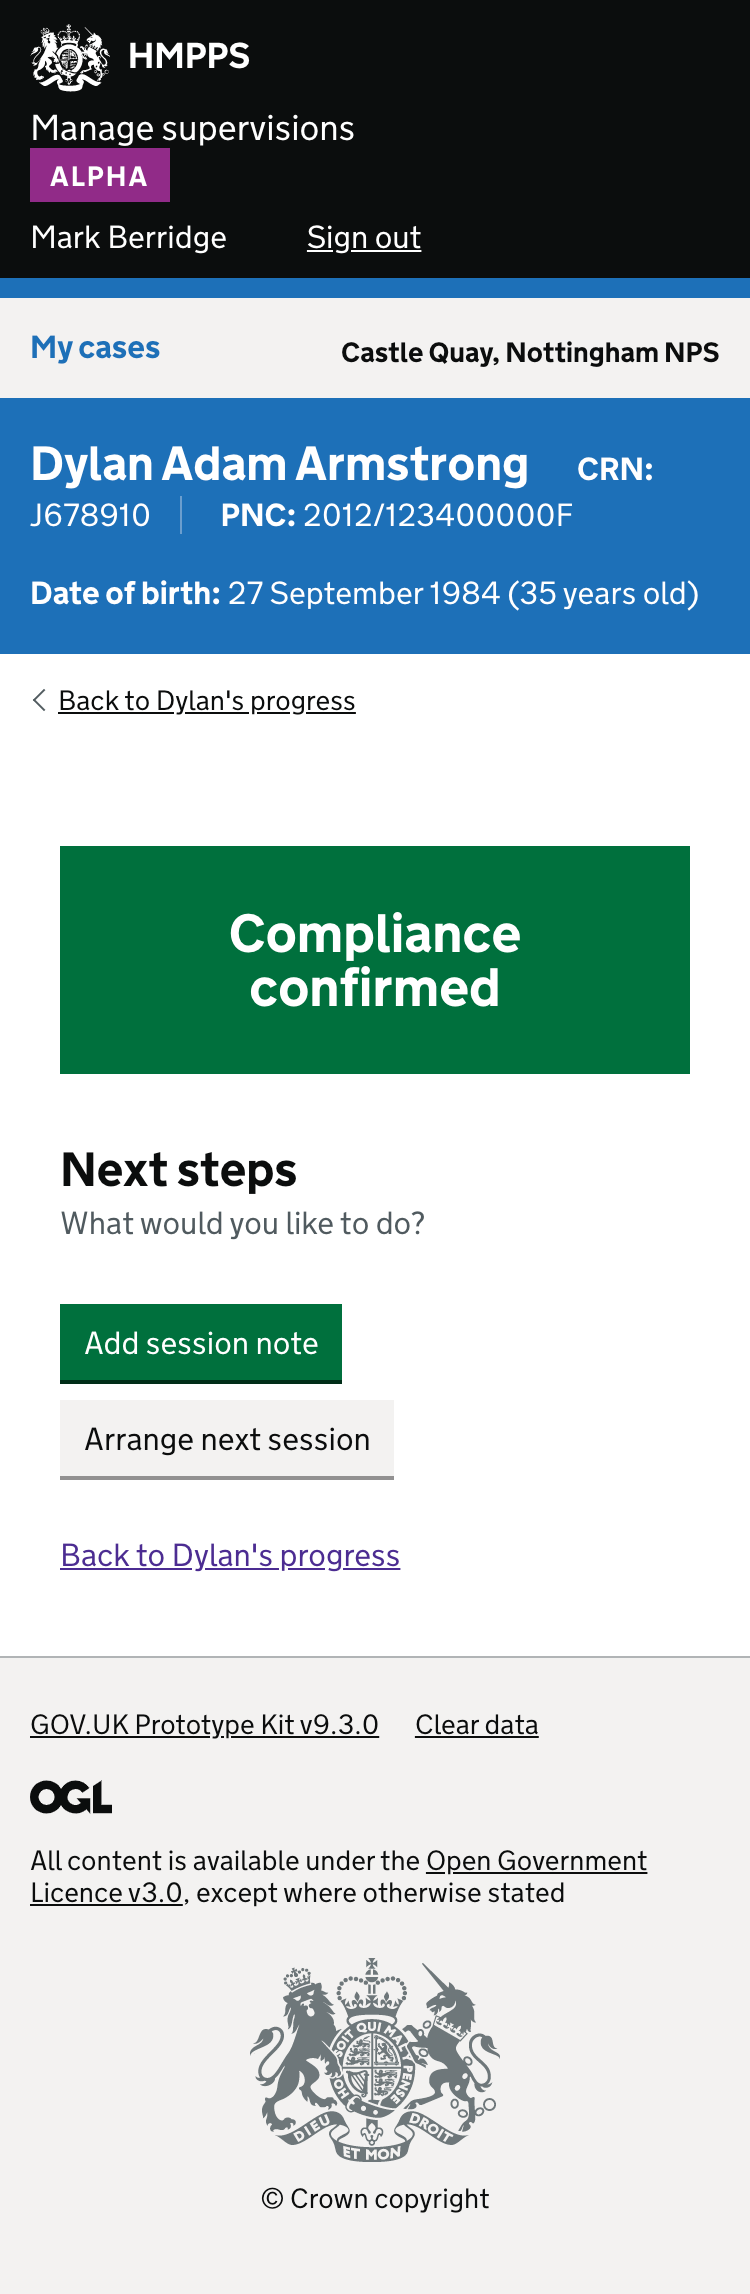 HMPPS
Manage supervisions
ALPHA
Mark Berridge Sign out
My cases Castle Quay, Nottingham NPS
Dylan Adam Armstrong CRN:
J678910 PNC: 2012/123400000F
Date of birth: 27 September 1984 (35 years old)
Back to Dylan's progress
Compliance
confirmed
Next steps
What would you like to do?
Add session note
Arrange next session
Back to Dylan's progress
GOV.UK Prototype Kit v9.3.0 Clear data
OGL
All content is available under the Open Government
Licence v3.0, except where otherwise stated
SOIT QUI MAL Y PENSE
HO
DIEU ET MON DROIT
© Crown copyright